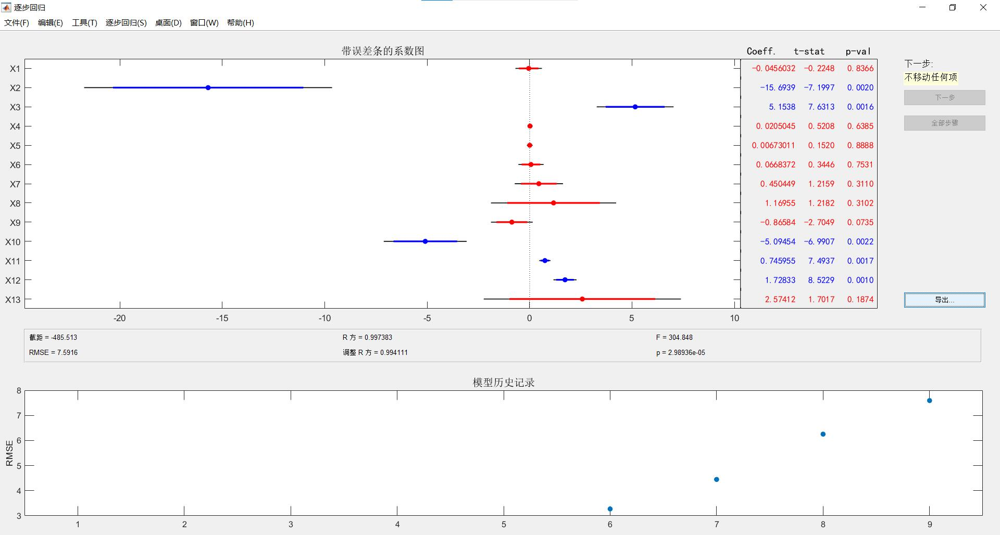 逐步回归
文件(F) 编辑(E) 工具(T) 逐步回归(S) 桌面(D) 窗口(W) 帮助(H)
带误差条的系数图
Coeff. t-stat p-val
X1 -0.0456032 -0.2248 0.8366
X2 -15.6939 -7.1997 0.0020
X3 5.1538 7.6313 0.0016
X4 0.0205045 0.5208 0.6385
X5 0.00673011 0.1520 0.8888
X6 0.0668372 0.3446 0.7531
X7 0.450449 1.2159 0.3110
X8 1.16955 1.2182 0.3102
X9 -0.86584 -2.7049 0.0735
X10 -5.09454 -6.9907 0.0022
X11 0.745955 7.4937 0.0017
X12 1.72833 8.5229 0.0010
X13 2.57412 1.7017 0.1874
-20 -15 -10 -5 0 5 10
下一步:
不移动任何项
下一步
全部步骤
导出...
截距 = -485.513 R 方 = 0.997383 F = 304.848
RMSE = 7.5916 调整 R 方 = 0.994111 p = 2.98936e-05
模型历史记录
8
7
6
5
4
3
RMSE
1 2 3 4 5 6 7 8 9